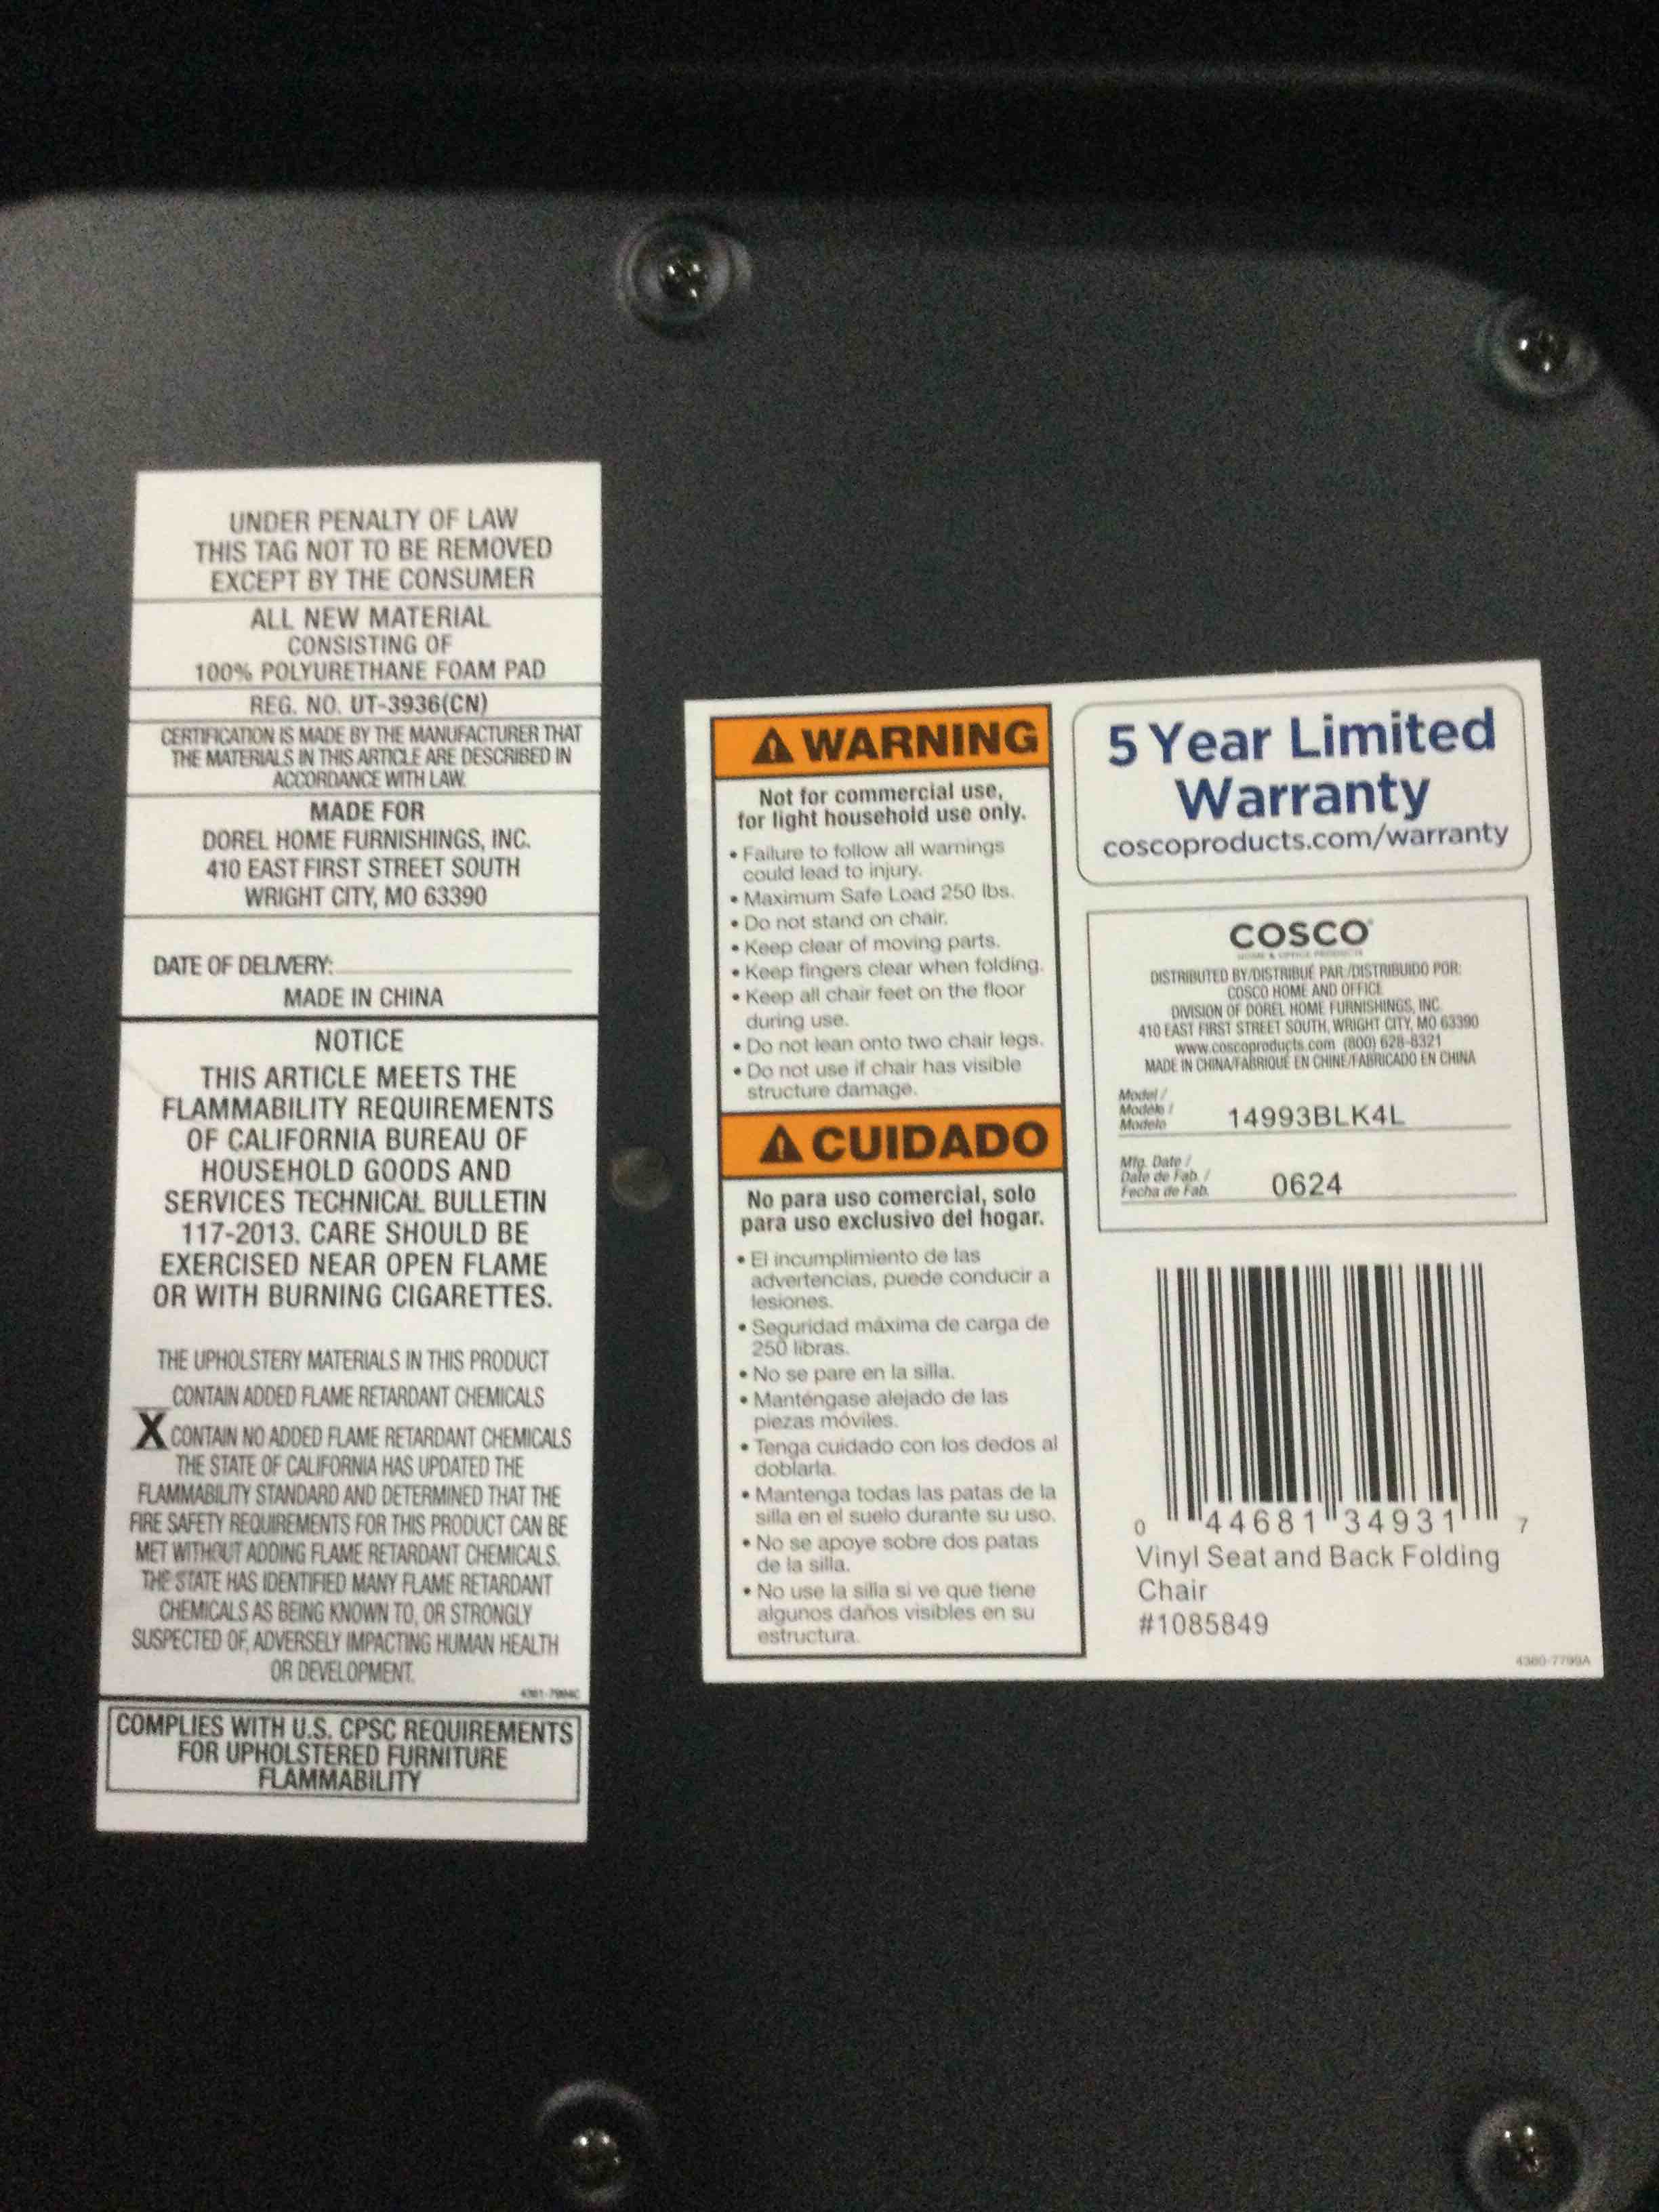 UNDER PENALTY OF LAW
THIS TAG NOT TO BE REMOVED
EXCEPT BY THE CONSUMER
ALL NEW MATERIAL
CONSISTING OF
100% POLYURETHANE FOAM PAD
REG. NO. UT-3936(CN)
CERTIFICATION IS MADE BY THE MANUFACTURER THAT
THE MATERIALS IN THIS ARTICLE ARE DESCRIBED IN
ACCORDANCE WITH LAW.
MADE FOR
DOREL HOME FURNISHINGS, INC.
410 EAST FIRST STREET SOUTH
WRIGHT CITY, MO 63390
DATE OF DELIVERY:
MADE IN CHINA
NOTICE
THIS ARTICLE MEETS THE
FLAMMABILITY REQUIREMENTS
OF CALIFORNIA BUREAU OF
HOUSEHOLD GOODS AND
SERVICES TECHNICAL BULLETIN
117-2013. CARE SHOULD BE
EXERCISED NEAR OPEN FLAME
OR WITH BURNING CIGARETTES.
THE UPHOLSTERY MATERIALS IN THIS PRODUCT
CONTAIN ADDED FLAME RETARDANT CHEMICALS
X CONTAIN NO ADDED FLAME RETARDANT CHEMICALS
THE STATE OF CALIFORNIA HAS UPDATED THE
FLAMMABILITY STANDARD AND DETERMINED THAT THE
FIRE SAFETY REQUIREMENTS FOR THIS PRODUCT CAN BE
MET WITHOUT ADDING FLAME RETARDANT CHEMICALS.
THE STATE HAS IDENTIFIED MANY FLAME RETARDANT
CHEMICALS AS BEING KNOWN TO, OR STRONGLY
SUSPECTED OF, ADVERSELY IMPACTING HUMAN HEALTH
OR DEVELOPMENT.
COMPLIES WITH U.S. CPSC REQUIREMENTS
FOR UPHOLSTERED FURNITURE
FLAMMABILITY
WARNING
Not for commercial use,
for light household use only.
• Failure to follow all warnings
could lead to injury.
• Maximum Safe Load 250 lbs.
• Do not stand on chair.
• Keep clear of moving parts.
• Keep fingers clear when folding.
• Keep all chair feet on the floor
during use.
• Do not lean onto two chair legs.
• Do not use if chair has visible
structure damage.
CUIDADO
No para uso comercial, solo
para uso exclusivo del hogar.
• El incumplimiento de las
advertencias, puede conducir a
lesiones.
• Seguridad máxima de carga de
250 libras.
• No se pare en la silla.
• Manténgase alejado de las
piezas móviles.
• Tenga cuidado con los dedos al
doblarla.
• Mantenga todas las patas de la
silla en el suelo durante su uso.
• No se apoye sobre dos patas
de la silla.
• No use la silla si ve que tiene
algunos daños visibles en su
estructura.
5 Year Limited
Warranty
coscoproducts.com/warranty
COSCO
HOME & OFFICE PRODUCTS
DISTRIBUTED BY/DISTRIBUÉ PAR:/DISTRIBUIDO POR:
COSCO HOME AND OFFICE
DIVISION OF DOREL HOME FURNISHINGS, INC.
410 EAST FIRST STREET SOUTH, WRIGHT CITY, MO 63390
www.coscoproducts.com (800) 628-8321
MADE IN CHINA/FABRIQUÉ EN CHINE/FABRICADO EN CHINA
Model /
Modèle /
Modelo
14993BLK4L
Mfg. Date /
Date de Fab. /
Fecha de Fab.
0624
0 44681 34931 7
Vinyl Seat and Back Folding
Chair
#1085849
4360-7799A